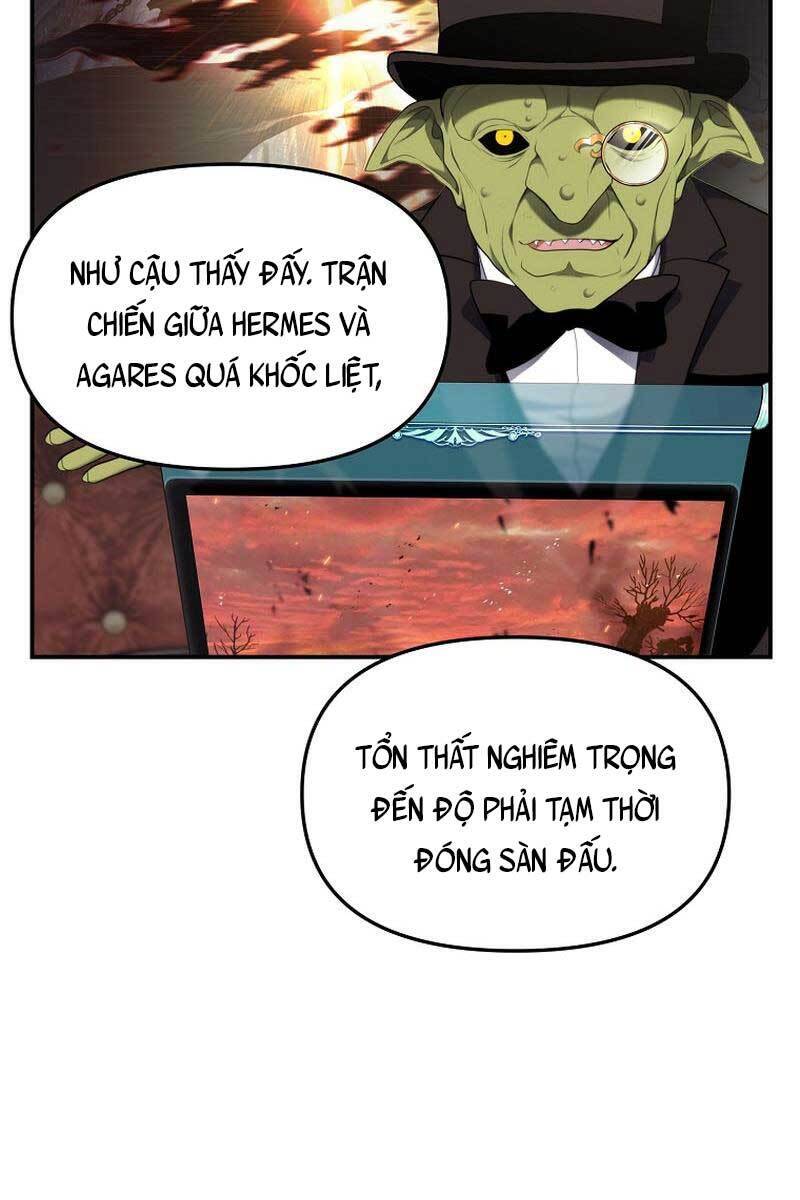 NHƯ CẬU THẤY ĐẤY. TRẬN
CHIẾN GIỮA HERMES VÀ
AGARES QUÁ KHỐC LIỆT,
TỔN THẤT NGHIÊM TRỌNG
ĐẾN ĐỘ PHẢI TẠM THỜI
ĐÓNG SÀN ĐẤU.